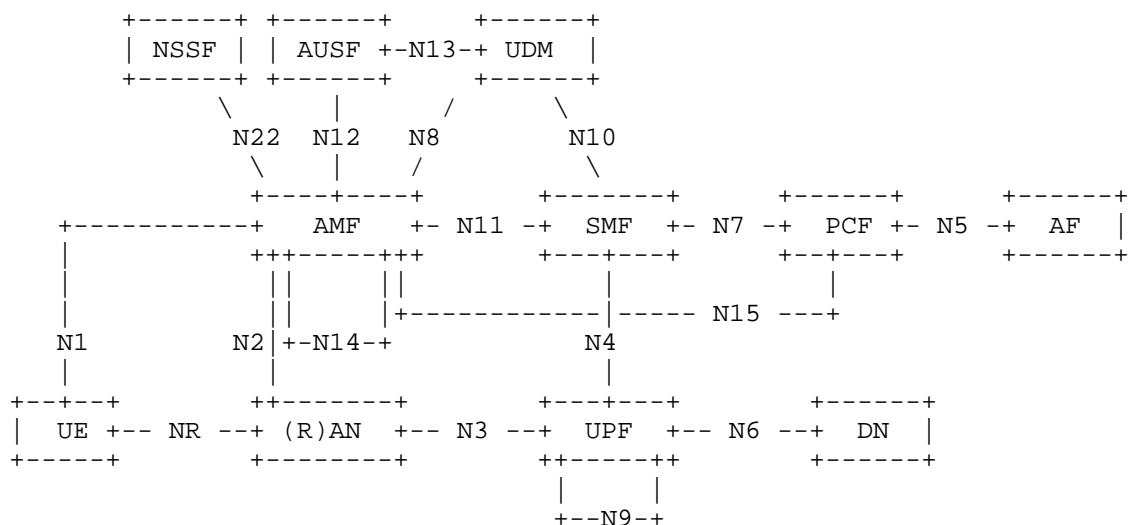 NSSF AUSF N13 UDM
N22 N12 N8 N10
AMF N11 SMF N7 PCF N5 AF
N15
N1 N2 N14 N4
UE NR (R)AN N3 UPF N6 DN
N9